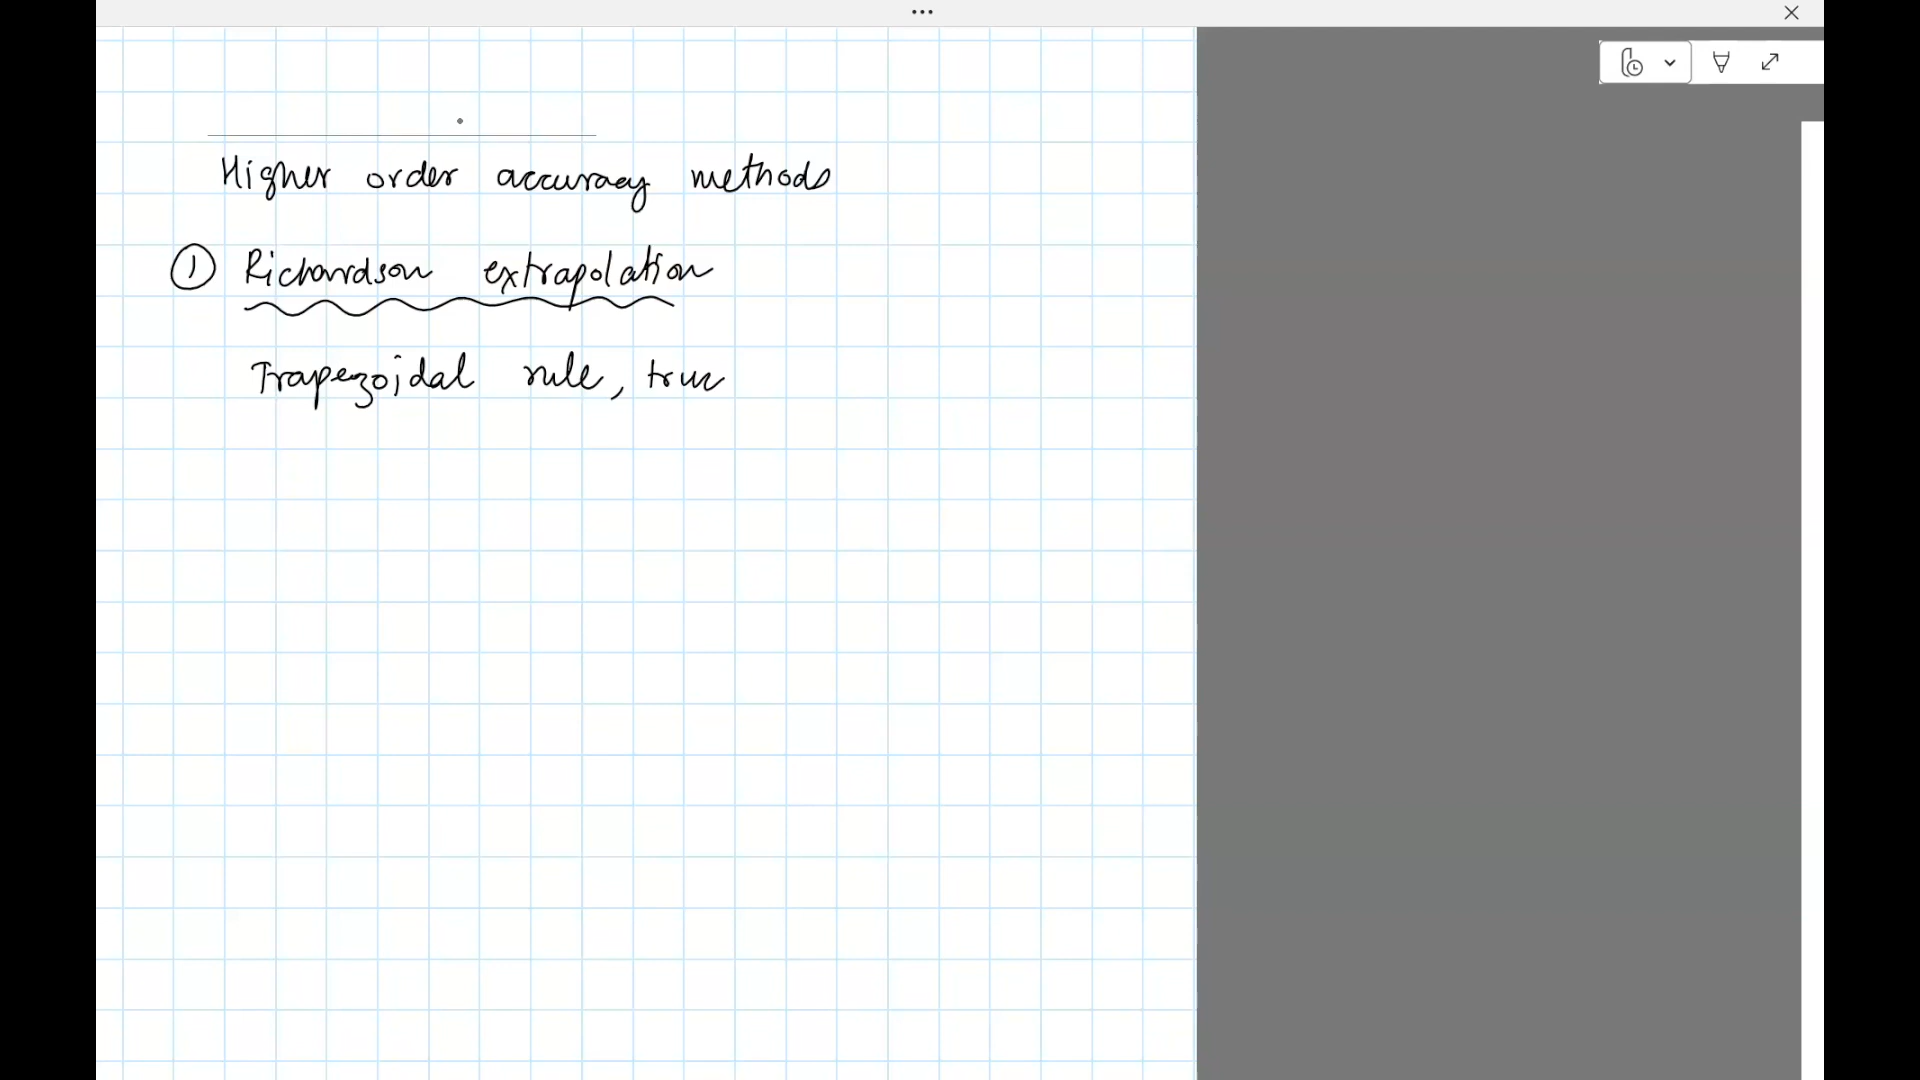 Higher order accuracy methods
① Richardson extrapolation
Trapezoidal rule, true